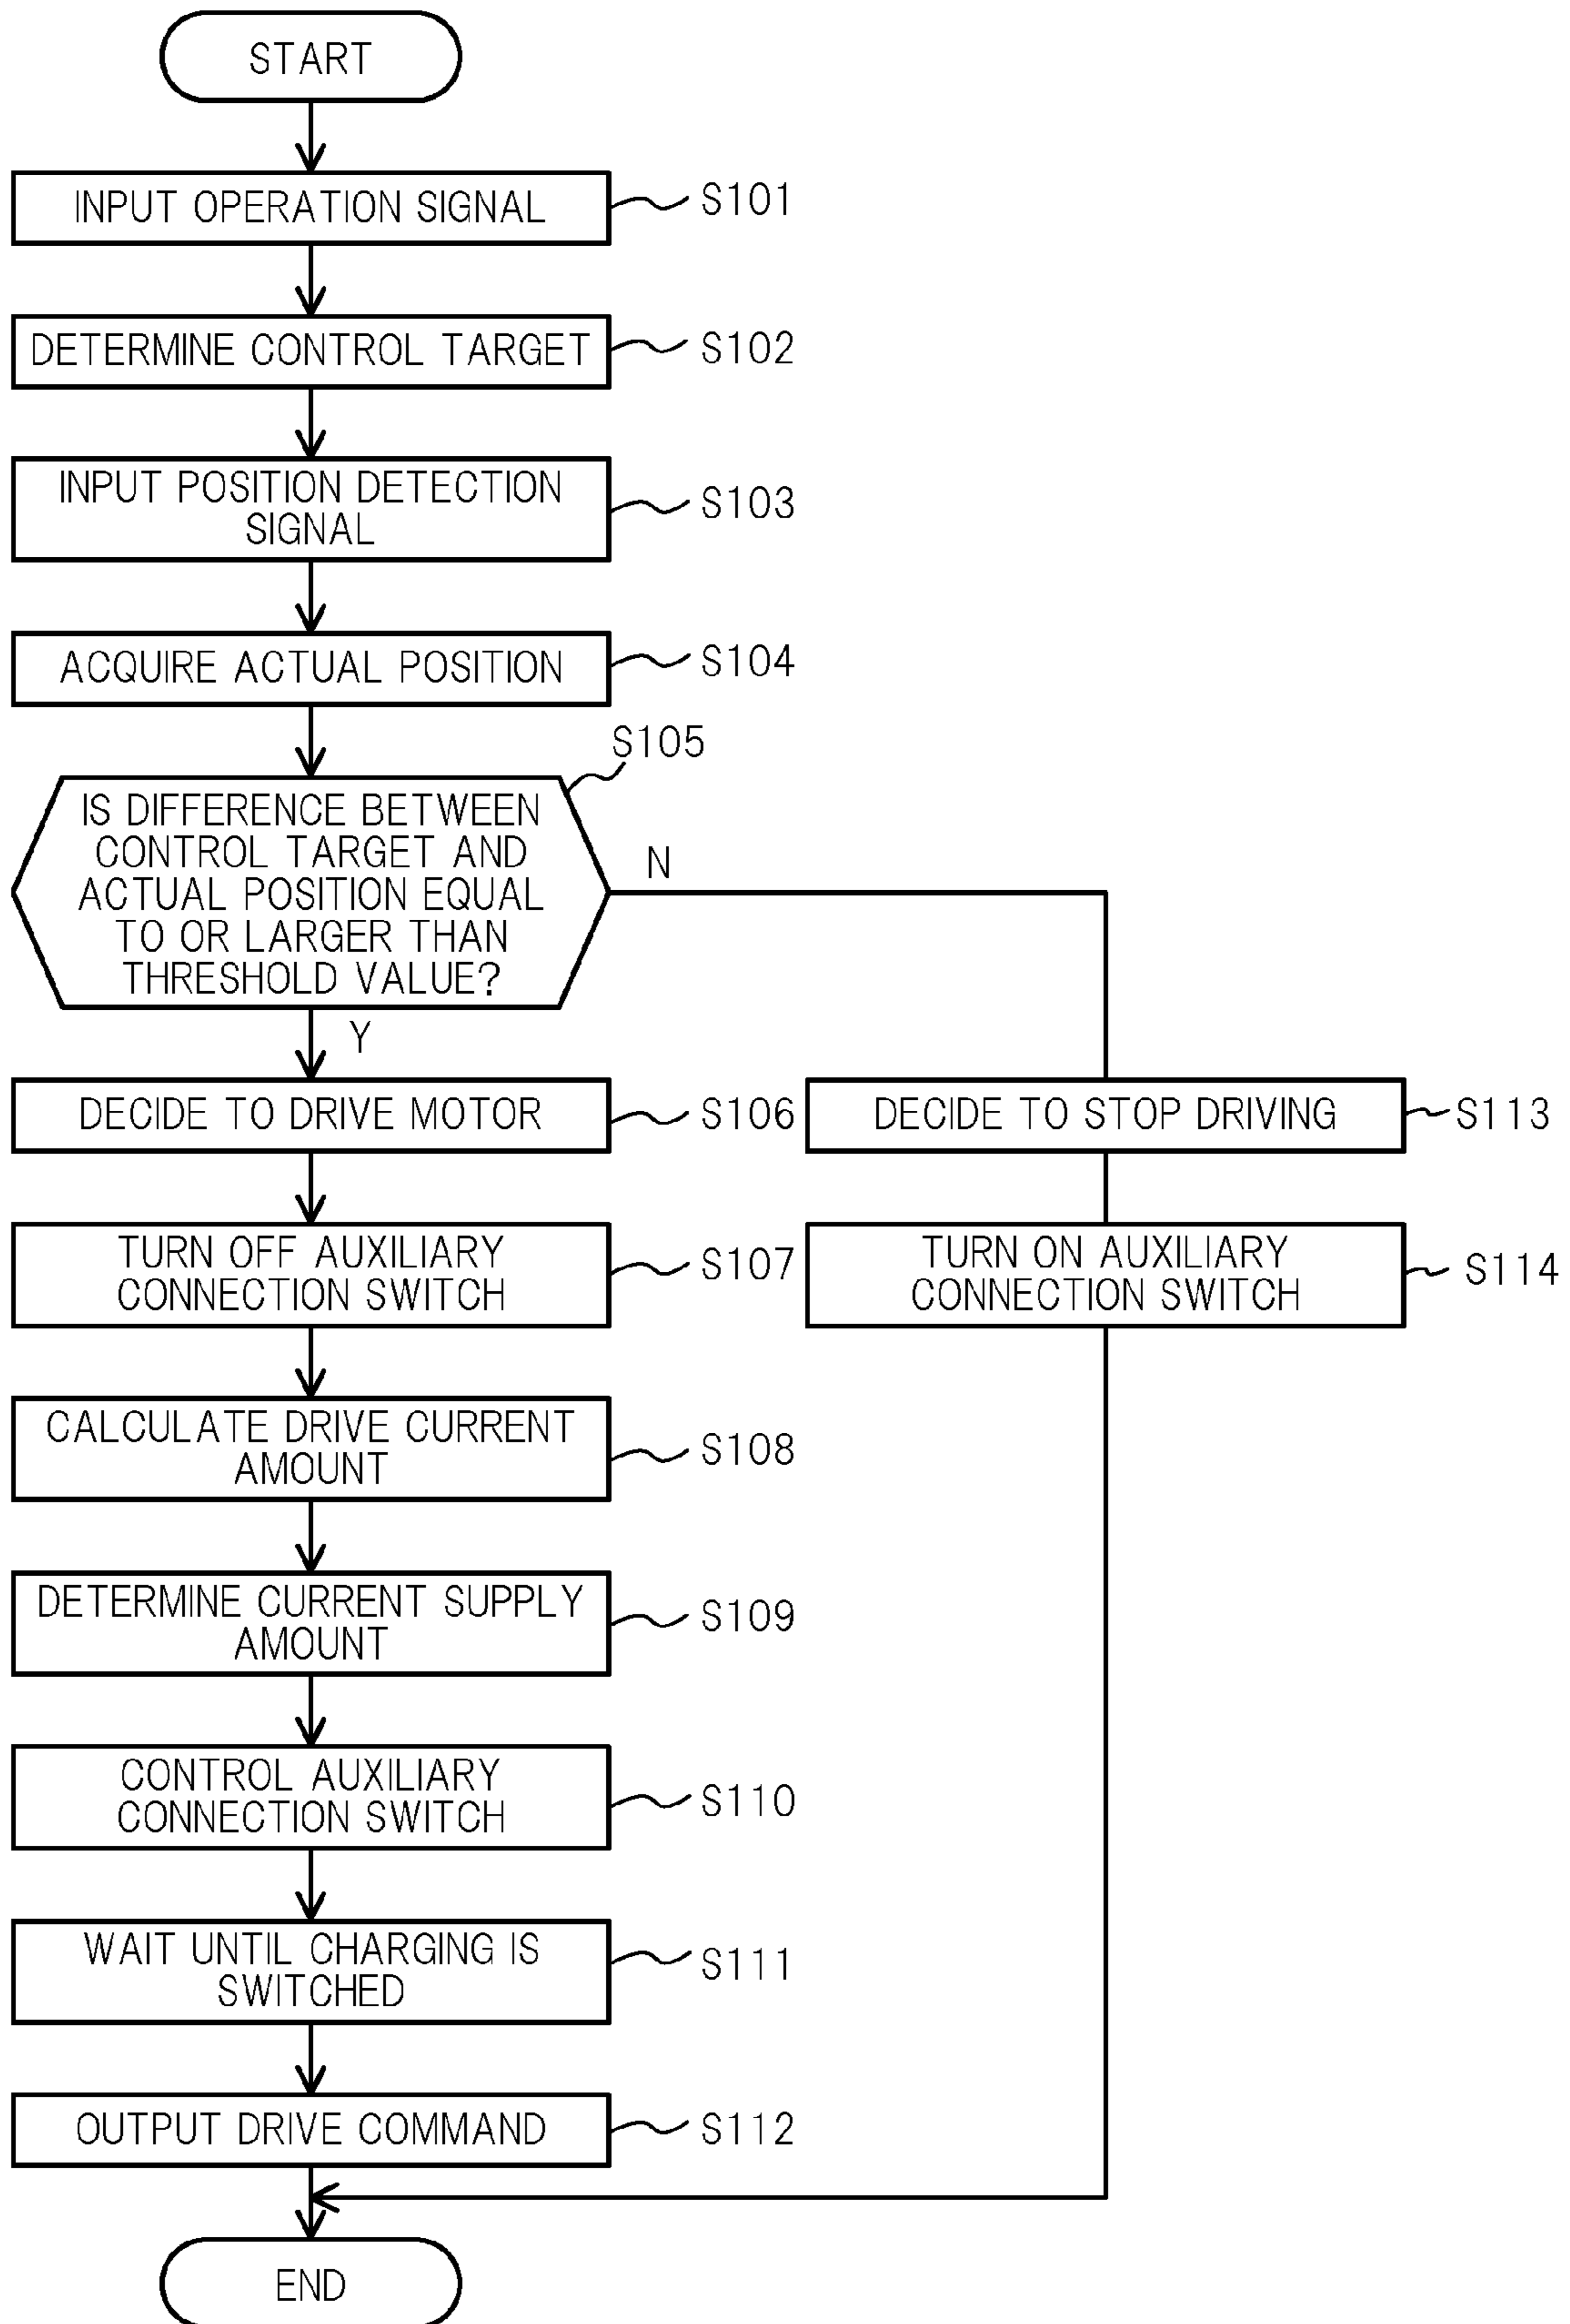 START
INPUT OPERATION SIGNAL
S101
DETERMINE CONTROL TARGET
S102
INPUT POSITION DETECTION
SIGNAL
S103
ACQUIRE ACTUAL POSITION
S104
S105
IS DIFFERENCE BETWEEN
CONTROL TARGET AND
ACTUAL POSITION EQUAL
TO OR LARGER THAN
THRESHOLD VALUE?
N
Y
DECIDE TO DRIVE MOTOR
S106
DECIDE TO STOP DRIVING
S113
TURN OFF AUXILIARY
CONNECTION SWITCH
S107
TURN ON AUXILIARY
CONNECTION SWITCH
S114
CALCULATE DRIVE CURRENT
AMOUNT
S108
DETERMINE CURRENT SUPPLY
AMOUNT
S109
CONTROL AUXILIARY
CONNECTION SWITCH
S110
WAIT UNTIL CHARGING IS
SWITCHED
S111
OUTPUT DRIVE COMMAND
S112
END